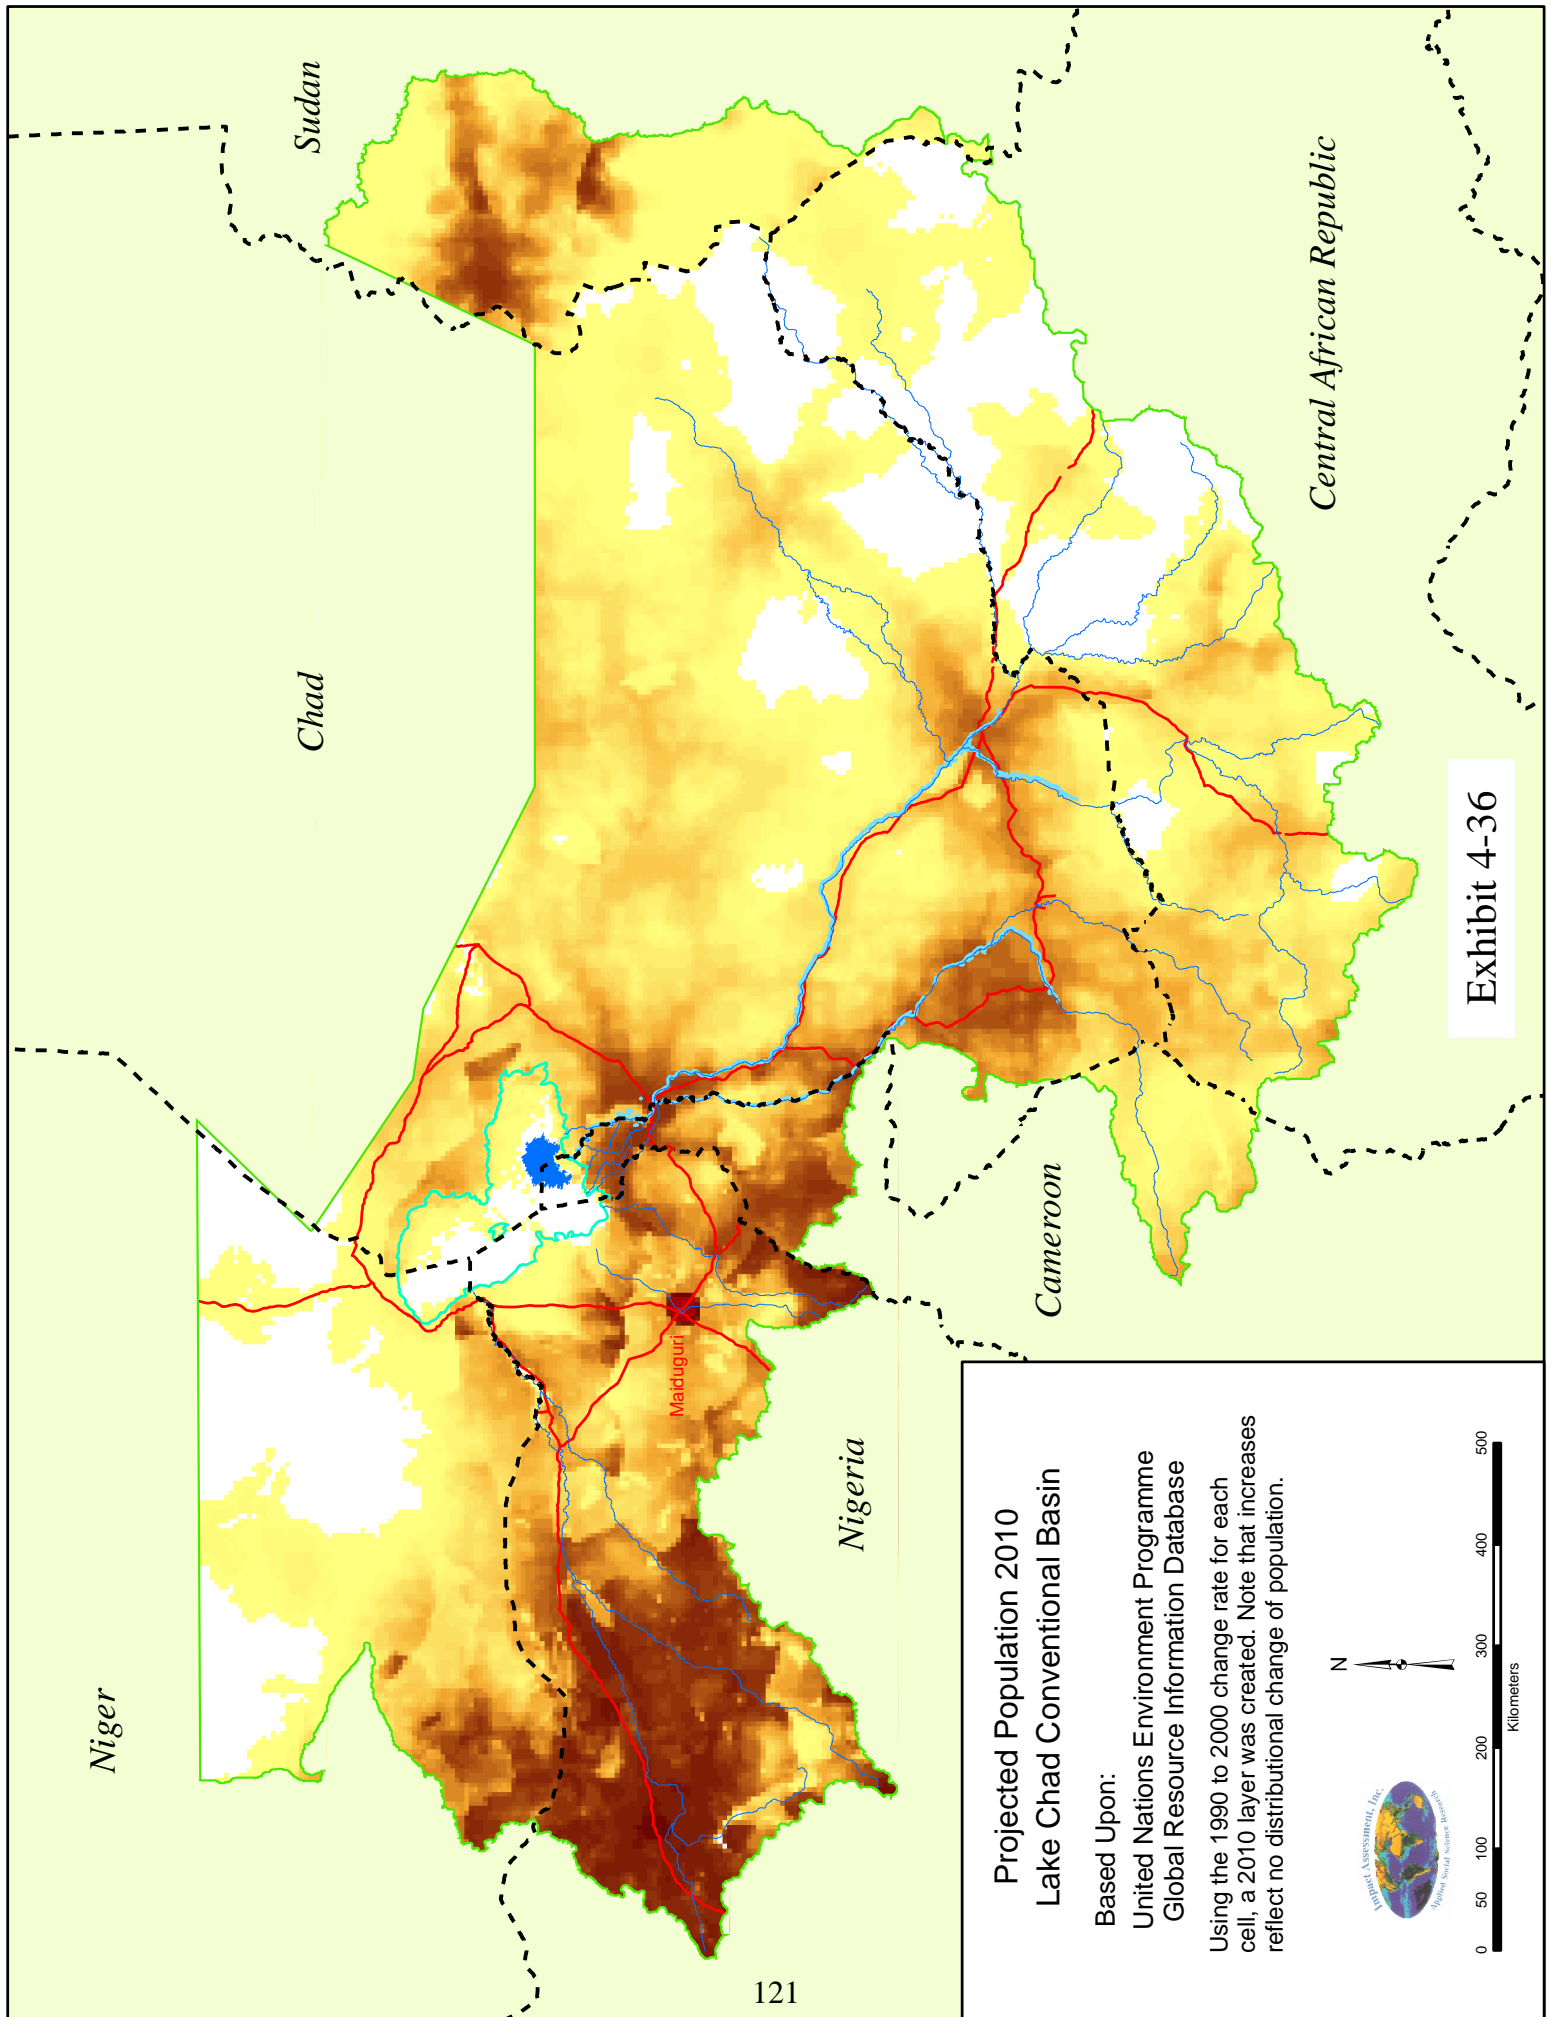 Niger
Chad
Sudan
Nigeria
Cameroon
Central African Republic
Maiduguri
Projected Population 2010
Lake Chad Conventional Basin
Based Upon:
United Nations Environment Programme
Global Resource Information Database
Using the 1990 to 2000 change rate for each
cell, a 2010 layer was created. Note that increases
reflect no distributional change of population.
Impact Assessment, Inc.
Applied Social Science Research
N
0 50 100 200 300 400 500
Kilometers
Exhibit 4-36
121